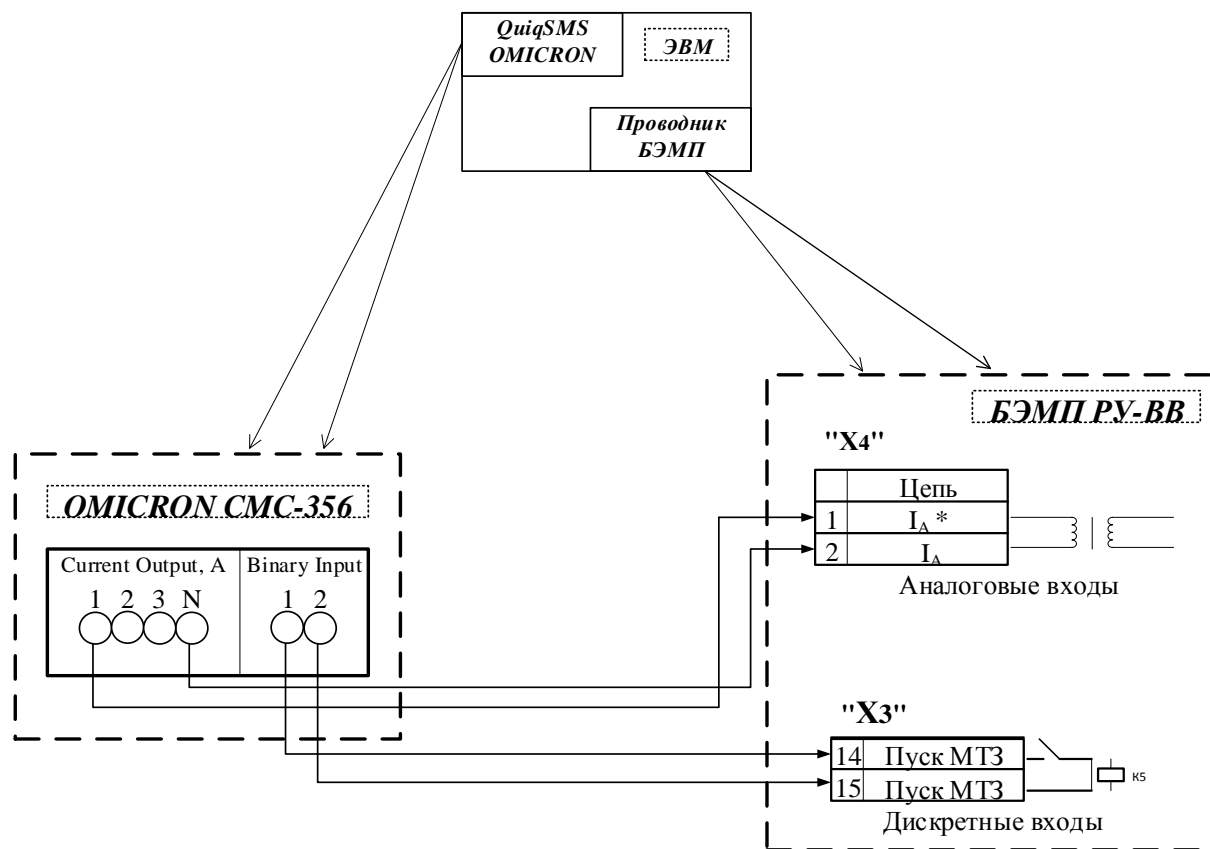 QuiqSMS
OMICRON
ЭВМ
Проводник
БЭМП
БЭМП РУ-ВВ
"X4"
Цепь
1 IA *
2 IA
Аналоговые входы
OMICRON CMC-356
Current Output, A
Binary Input
1 2 3 N
1 2
"X3"
14 Пуск МТЗ
15 Пуск МТЗ
К5
Дискретные входы